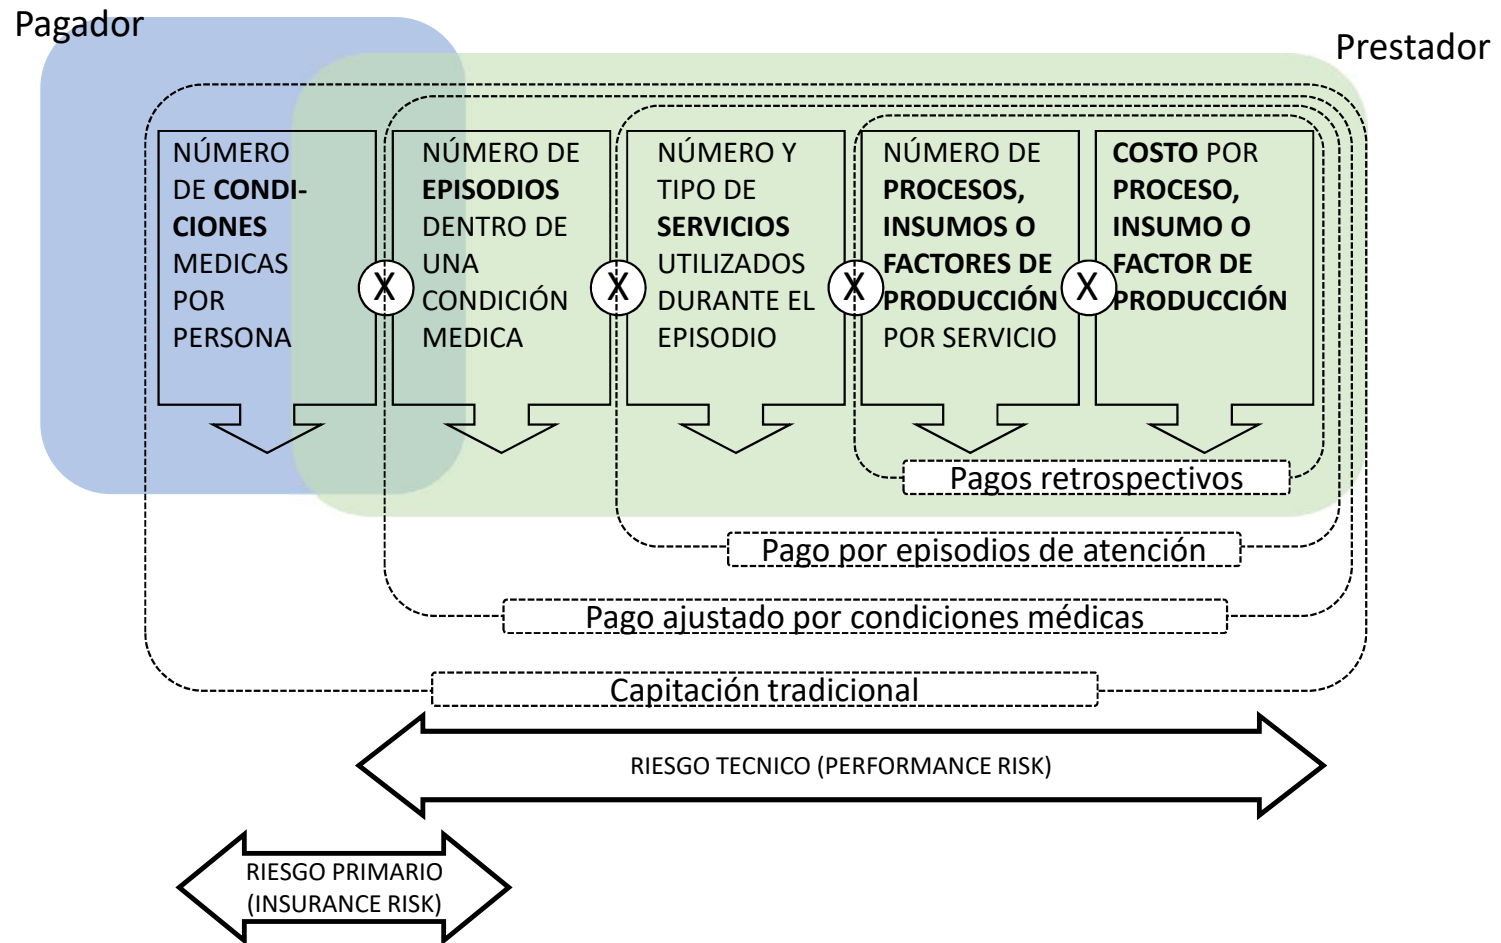 Pagador
Prestador
NÚMERO
DE CONDI-
CIONES
MEDICAS
POR
PERSONA
X
NÚMERO DE
EPISODIOS
DENTRO DE
UNA
CONDICIÓN
MEDICA
X
NÚMERO Y
TIPO DE
SERVICIOS
UTILIZADOS
DURANTE EL
EPISODIO
X
NÚMERO DE
PROCESOS,
INSUMOS O
FACTORES DE
PRODUCCIÓN
POR SERVICIO
X
COSTO POR
PROCESO,
INSUMO O
FACTOR DE
PRODUCCIÓN
Pagos retrospectivos
Pago por episodios de atención
Pago ajustado por condiciones médicas
Capitación tradicional
RIESGO TECNICO (PERFORMANCE RISK)
RIESGO PRIMARIO
(INSURANCE RISK)